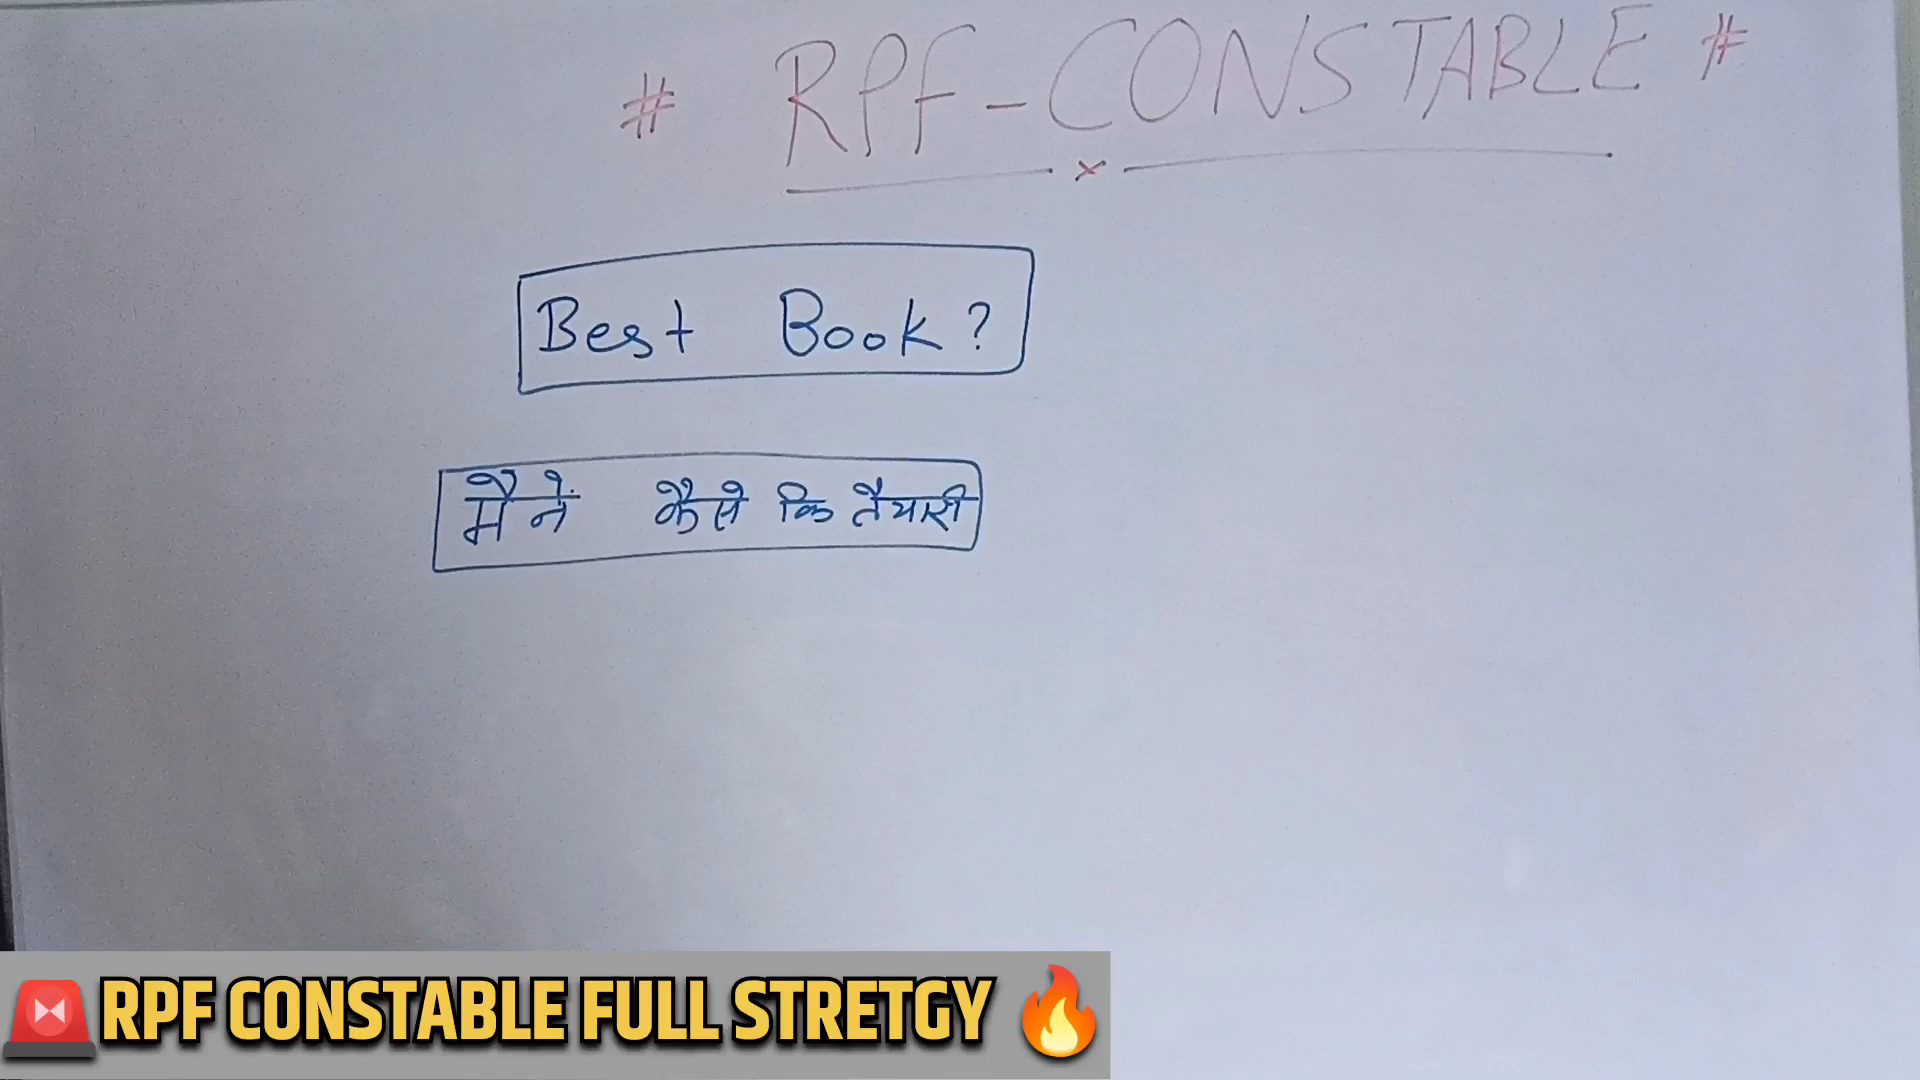 # RPF-CONSTABLE #
Best Book?
मैने कैसे कि तैयारी
RPF CONSTABLE FULL STRETGY